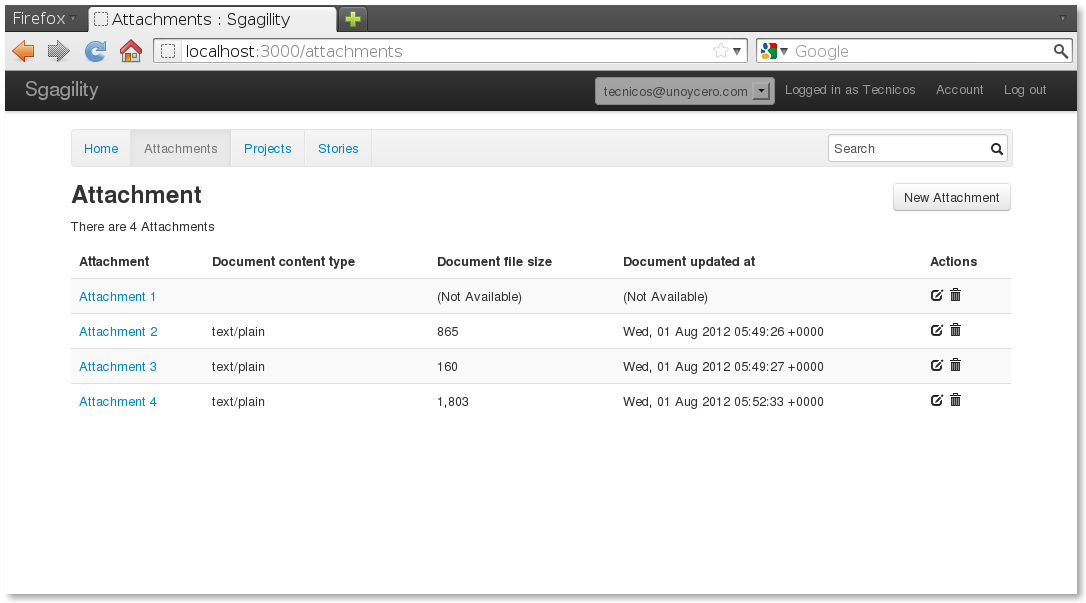 Firefox
Attachments : Sgagility
localhost:3000/attachments
Google
Sgagility
tecnicos@unoycero.com Logged in as Tecnicos Account Log out
Home Attachments Projects Stories Search
Attachment
New Attachment
There are 4 Attachments
Attachment Document content type Document file size Document updated at Actions
Attachment 1 (Not Available) (Not Available)
Attachment 2 text/plain 865 Wed, 01 Aug 2012 05:49:26 +0000
Attachment 3 text/plain 160 Wed, 01 Aug 2012 05:49:27 +0000
Attachment 4 text/plain 1,803 Wed, 01 Aug 2012 05:52:33 +0000